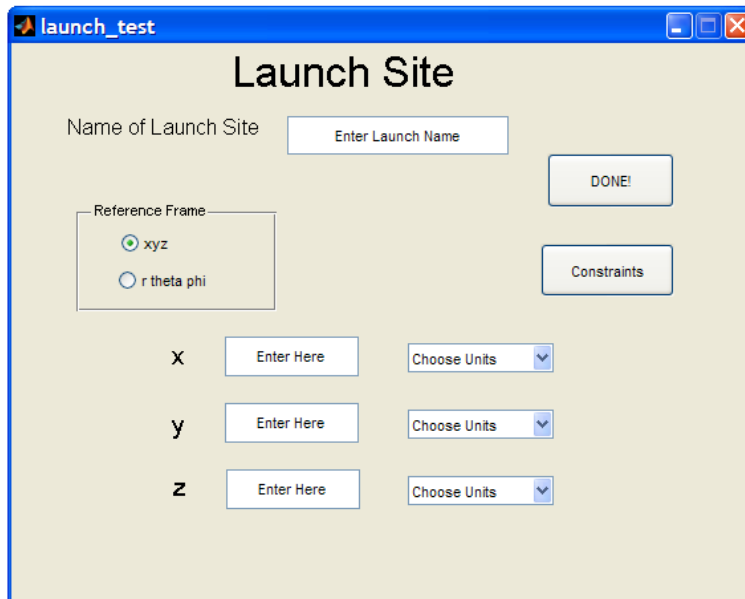 launch_test
Launch Site
Name of Launch Site
Enter Launch Name
DONE!
Reference Frame
xyz
r theta phi
Constraints
x
Enter Here
Choose Units
y
Enter Here
Choose Units
z
Enter Here
Choose Units